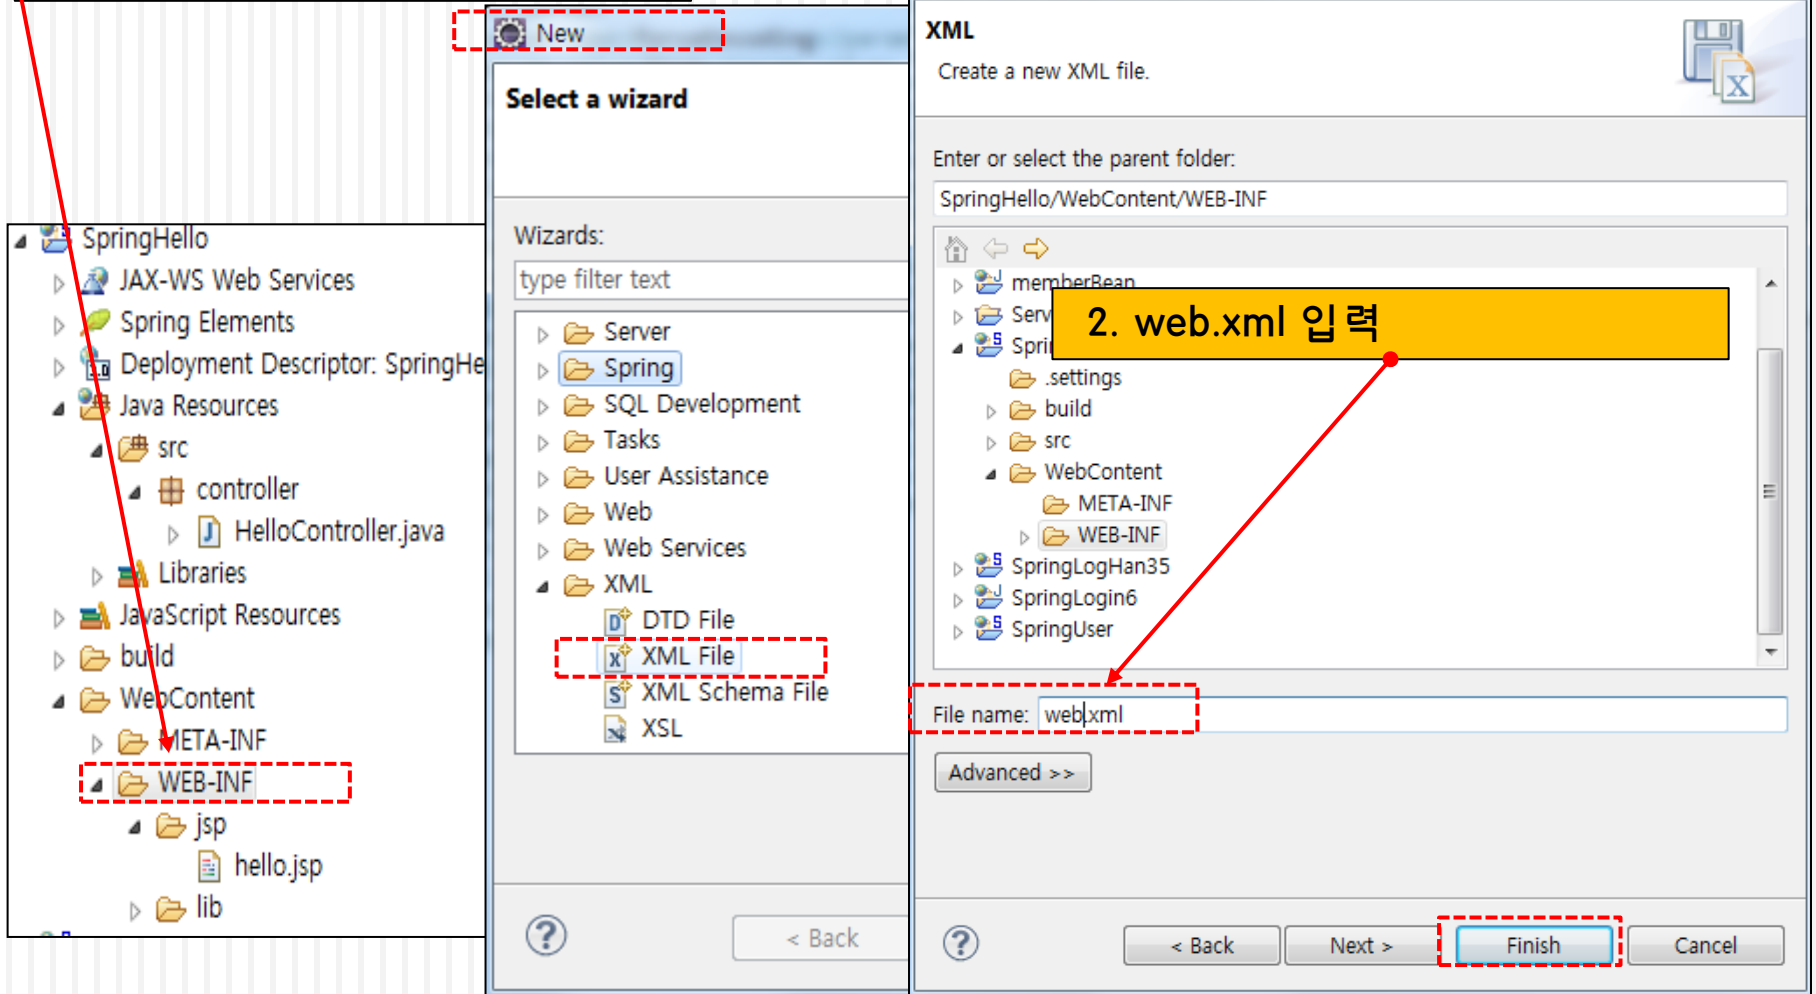 SpringHello
JAX-WS Web Services
Spring Elements
Deployment Descriptor: SpringHe
Java Resources
src
controller
HelloController.java
Libraries
JavaScript Resources
build
WebContent
META-INF
WEB-INF
jsp
hello.jsp
lib
New
Select a wizard
Wizards:
type filter text
Server
Spring
SQL Development
Tasks
User Assistance
Web
Web Services
XML
DTD File
XML File
XML Schema File
XSL
< Back
XML
Create a new XML file.
Enter or select the parent folder:
SpringHello/WebContent/WEB-INF
memberBean
Serv
Spri
2. web.xml 입력
.settings
build
src
WebContent
META-INF
WEB-INF
SpringLogHan35
SpringLogin6
SpringUser
File name: web.xml
Advanced >>
< Back Next > Finish Cancel